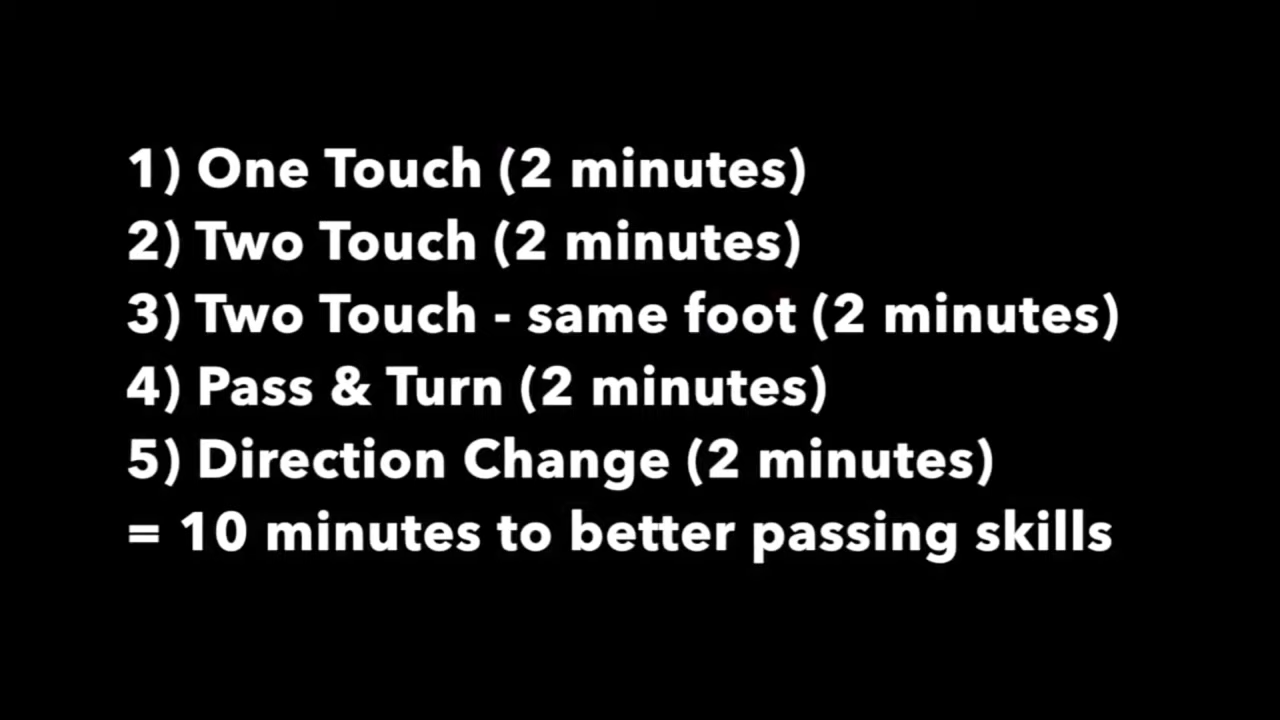 1) One Touch (2 minutes)
2) Two Touch (2 minutes)
3) Two Touch - same foot (2 minutes)
4) Pass & Turn (2 minutes)
5) Direction Change (2 minutes)
= 10 minutes to better passing skills